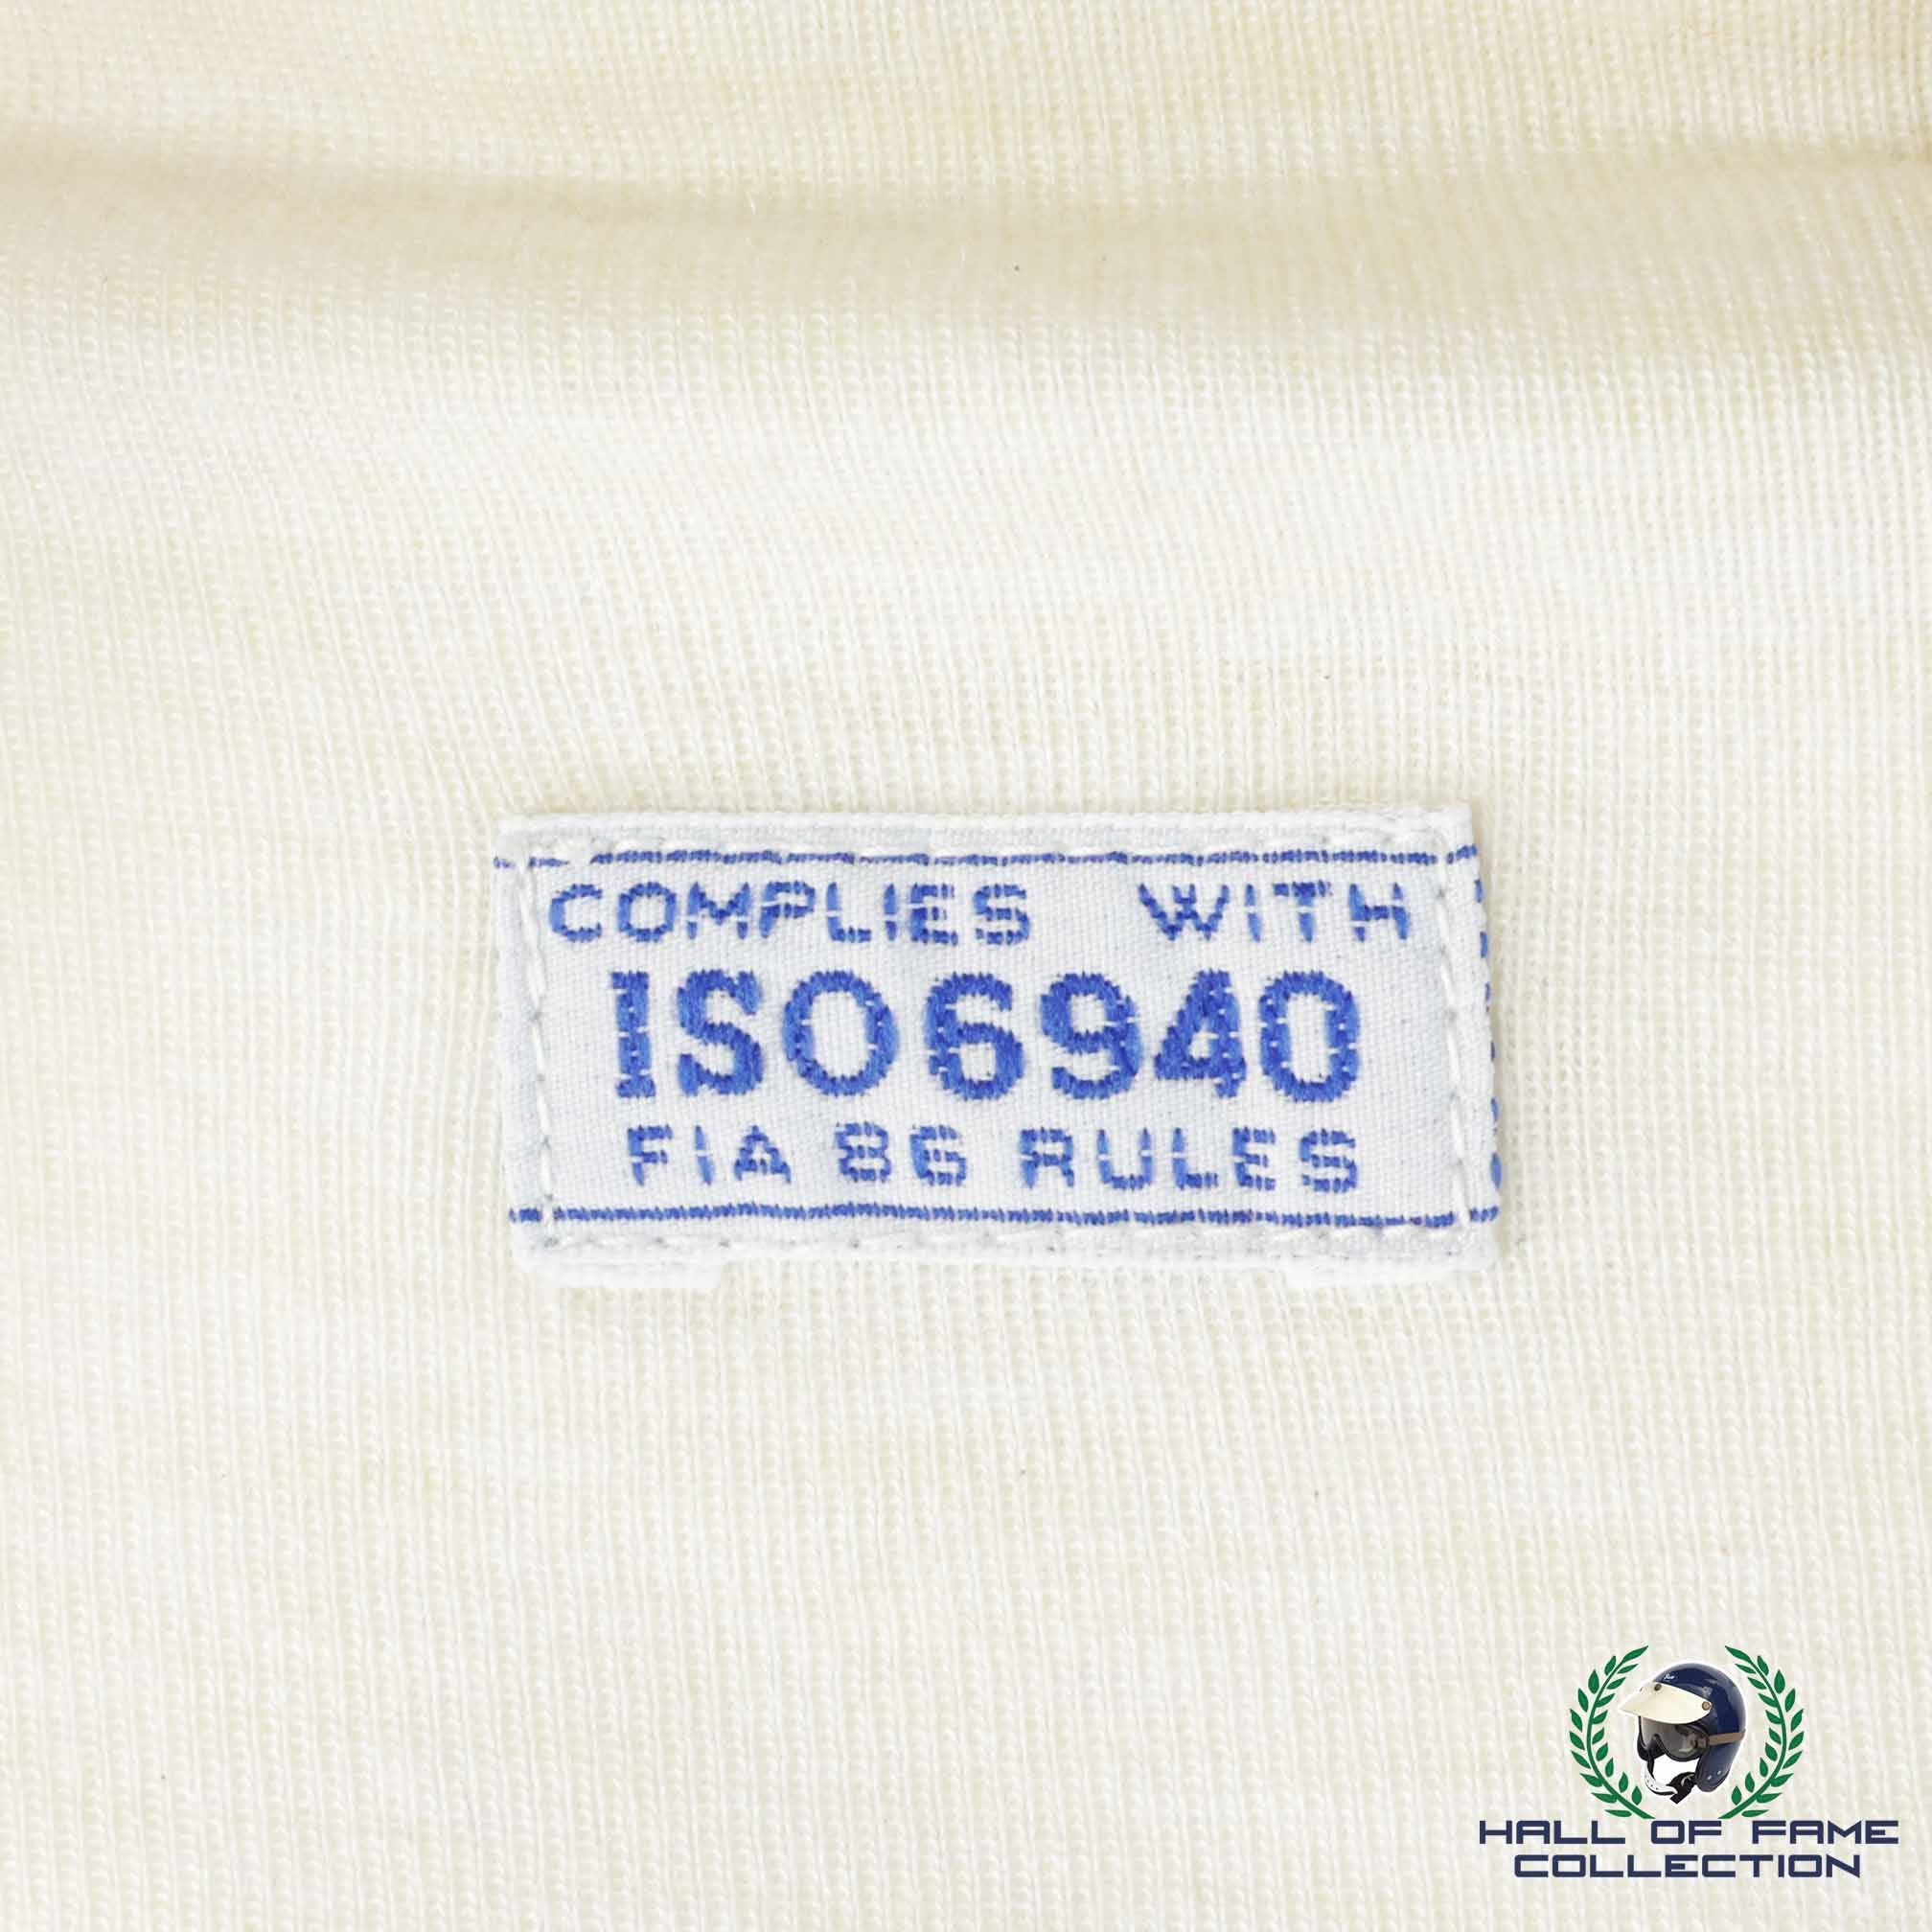 COMPLIES WITH
ISO6940
FIA 86 RULES
HALL OF FAME
COLLECTION